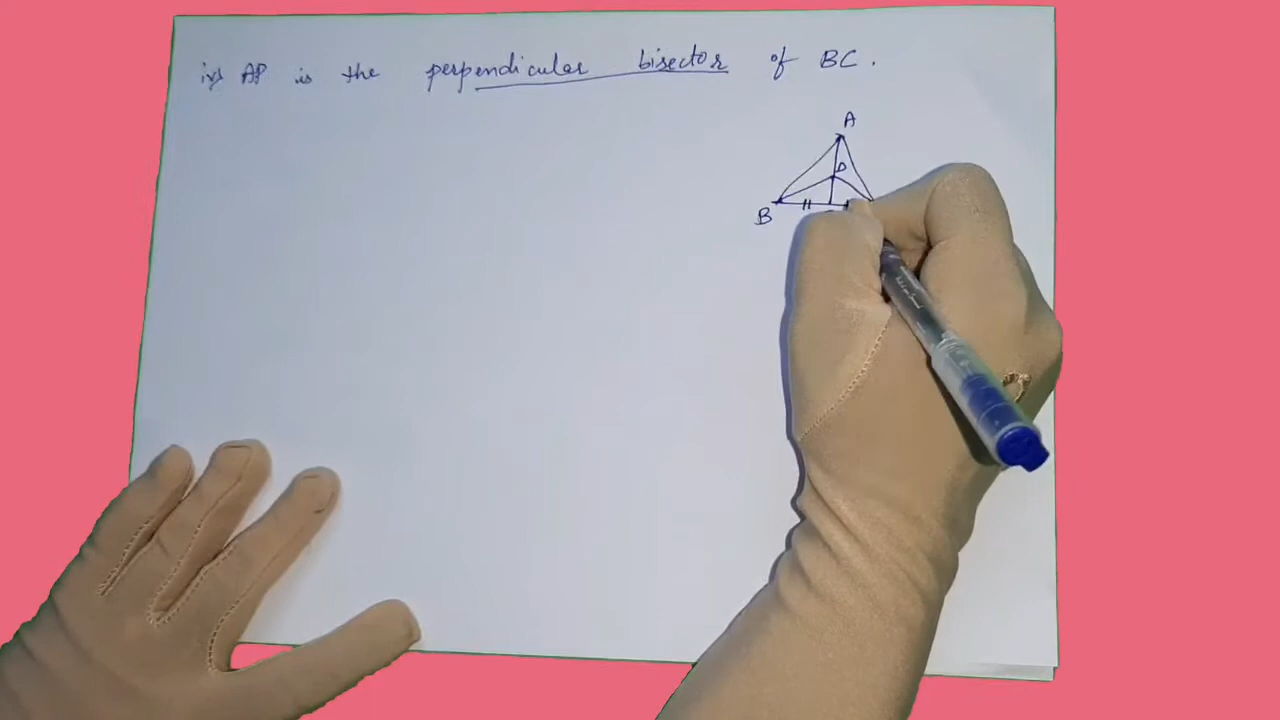 iv) AP is the perpendicular bisector of BC.
A
D
B